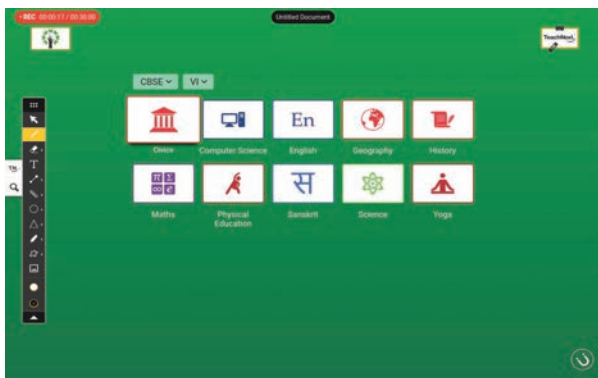 • REC 00:00:17 / 00:30:00
Untitled Document
TeachNext
CBSE VI
Civics
Computer Science
En
English
Geography
History
π Σ
∞ e
Maths
Physical
Education
स
Sanskrit
Science
Yoga
T